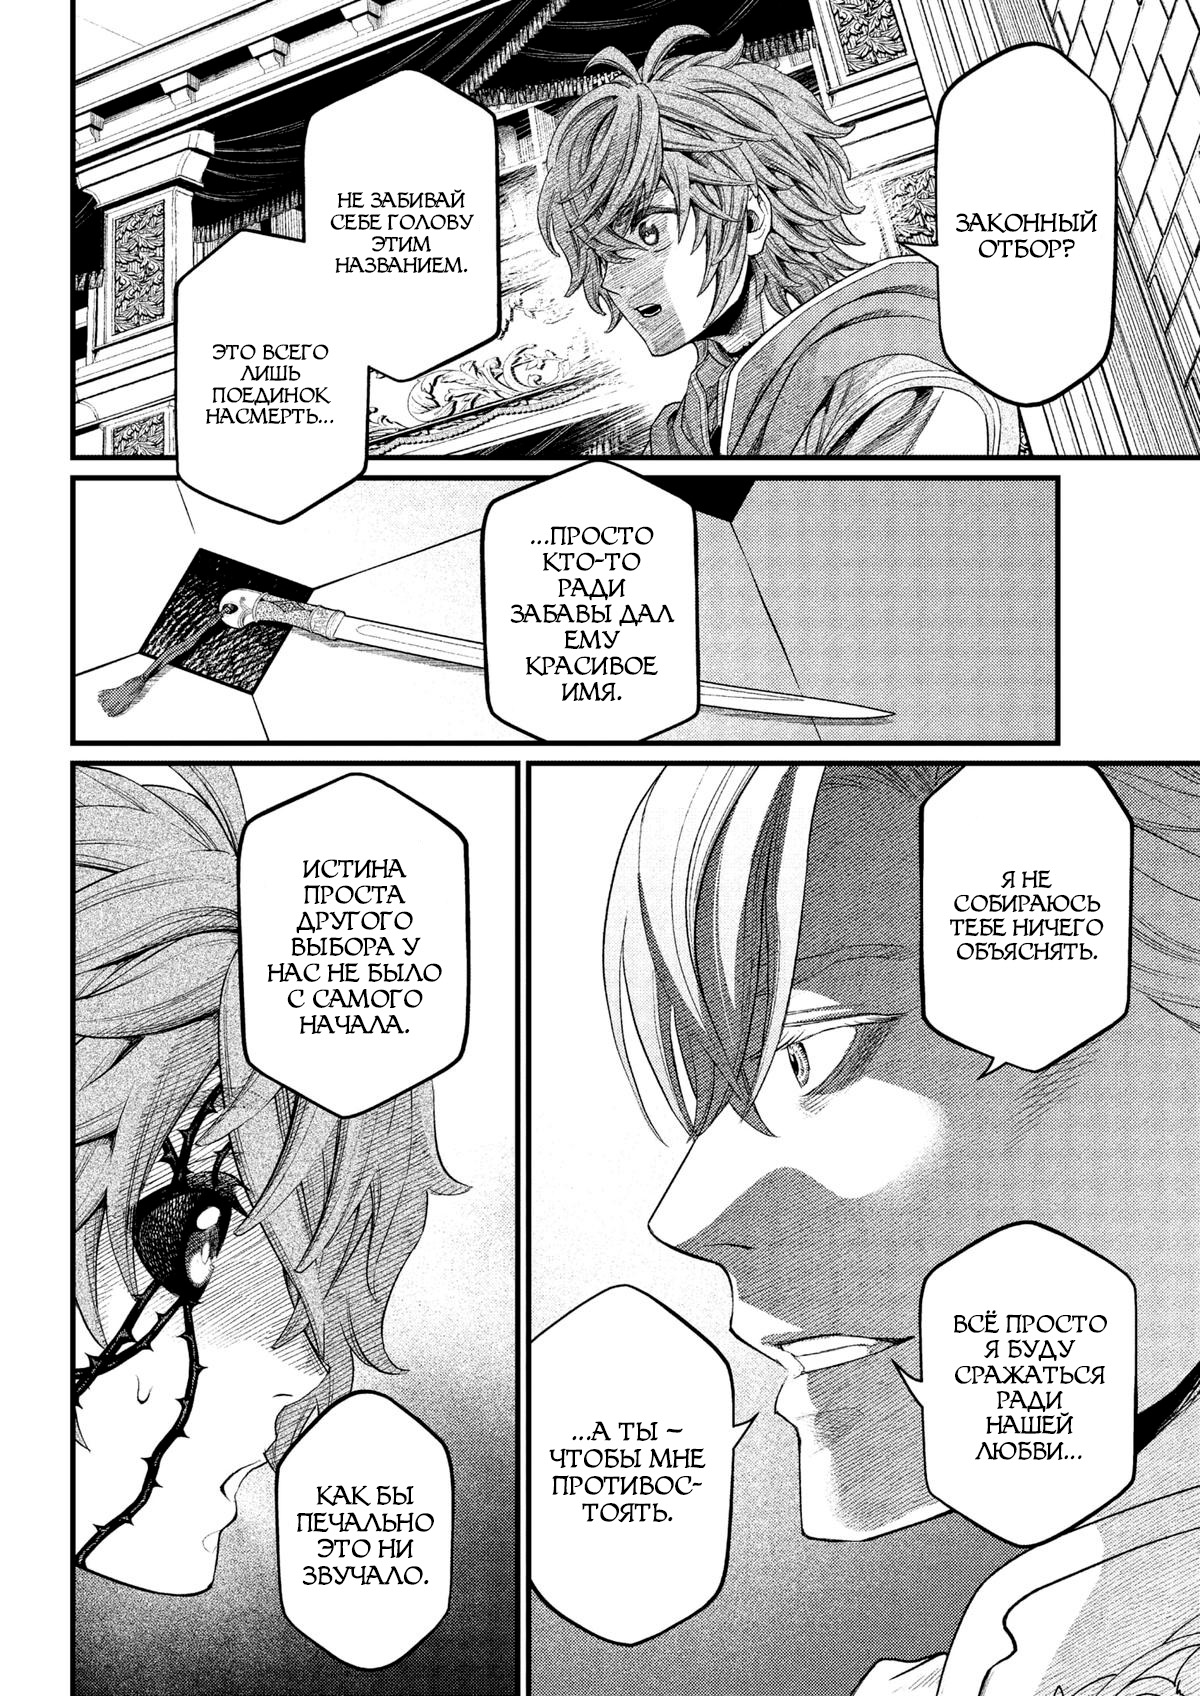 ЗАКОННЫЙ
ОТБОР?
НЕ ЗАБИВАЙ
СЕБЕ ГОЛОВУ
ЭТИМ
НАЗВАНИЕМ.
ЭТО ВСЕГО
ЛИШЬ
ПОЕДИНОК
НАСМЕРТЬ...
...ПРОСТО
КТО-ТО
РАДИ
ЗАБАВЫ ДАЛ
ЕМУ
КРАСИВОЕ
ИМЯ.
Я НЕ
СОБИРАЮСЬ
ТЕБЕ НИЧЕГО
ОБЪЯСНЯТЬ.
ВСЁ ПРОСТО
Я БУДУ
СРАЖАТЬСЯ
РАДИ
НАШЕЙ
ЛЮБВИ...
...А ТЫ –
ЧТОБЫ МНЕ
ПРОТИВОС-
ТОЯТЬ.
ИСТИНА
ПРОСТА
ДРУГОГО
ВЫБОРА У
НАС НЕ БЫЛО
С САМОГО
НАЧАЛА.
КАК БЫ
ПЕЧАЛЬНО
ЭТО НИ
ЗВУЧАЛО.